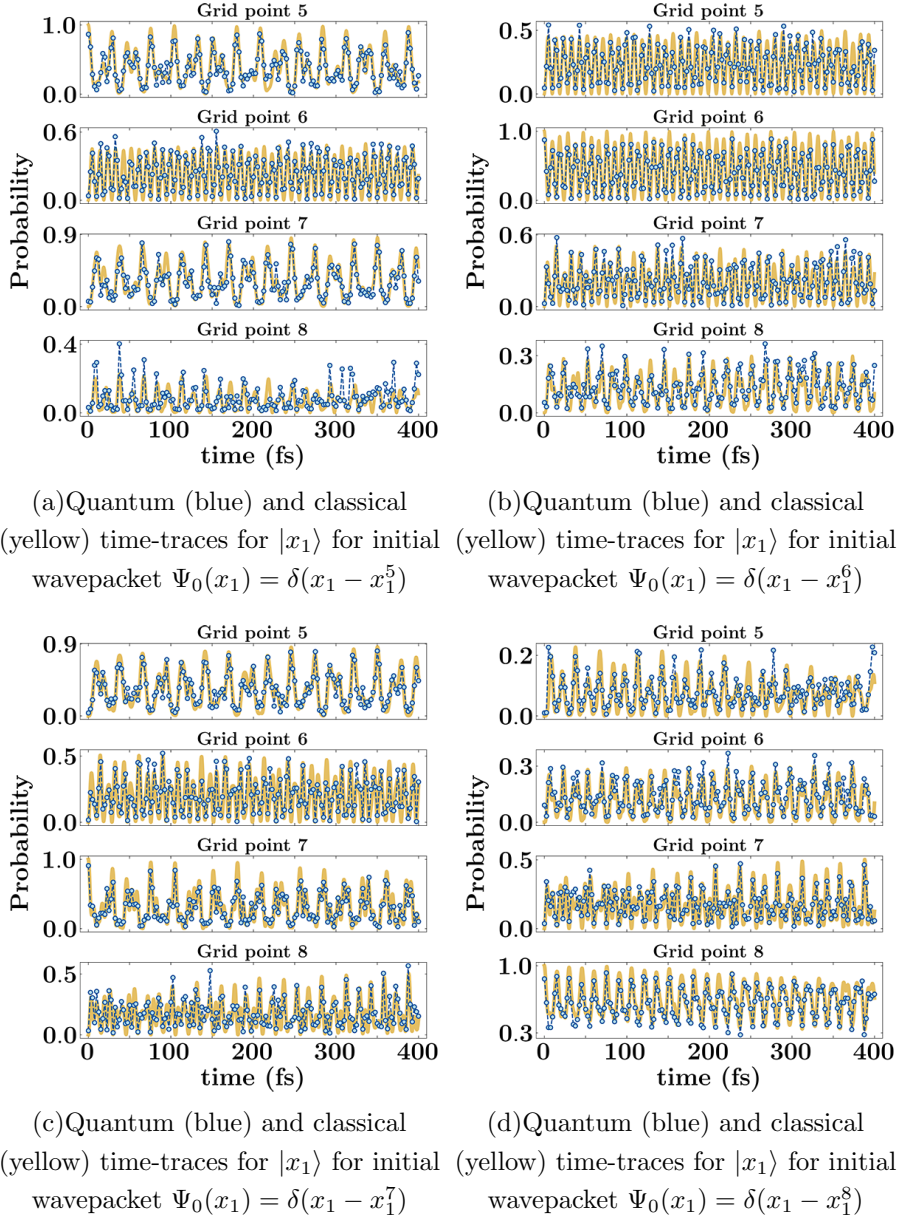 Grid point 5
1.0
0.0
Grid point 6
0.6
0.0
Grid point 7
0.9
0.0
Grid point 8
0.4
0.0
0 100 200 300 400
time (fs)
Probability
(a)Quantum (blue) and classical
(yellow) time-traces for |x₁⟩ for initial
wavepacket Ψ₀(x₁) = δ(x₁ − x₁⁵)
Grid point 5
0.5
0.0
Grid point 6
1.0
0.0
Grid point 7
0.6
0.0
Grid point 8
0.3
0.0
0 100 200 300 400
time (fs)
Probability
(b)Quantum (blue) and classical
(yellow) time-traces for |x₁⟩ for initial
wavepacket Ψ₀(x₁) = δ(x₁ − x₁⁶)
Grid point 5
0.9
0.0
Grid point 6
0.5
0.0
Grid point 7
1.0
0.0
Grid point 8
0.5
0.0
0 100 200 300 400
time (fs)
Probability
(c)Quantum (blue) and classical
(yellow) time-traces for |x₁⟩ for initial
wavepacket Ψ₀(x₁) = δ(x₁ − x₁⁷)
Grid point 5
0.2
0.0
Grid point 6
0.3
0.0
Grid point 7
0.5
0.0
Grid point 8
1.0
0.3
0 100 200 300 400
time (fs)
Probability
(d)Quantum (blue) and classical
(yellow) time-traces for |x₁⟩ for initial
wavepacket Ψ₀(x₁) = δ(x₁ − x₁⁸)